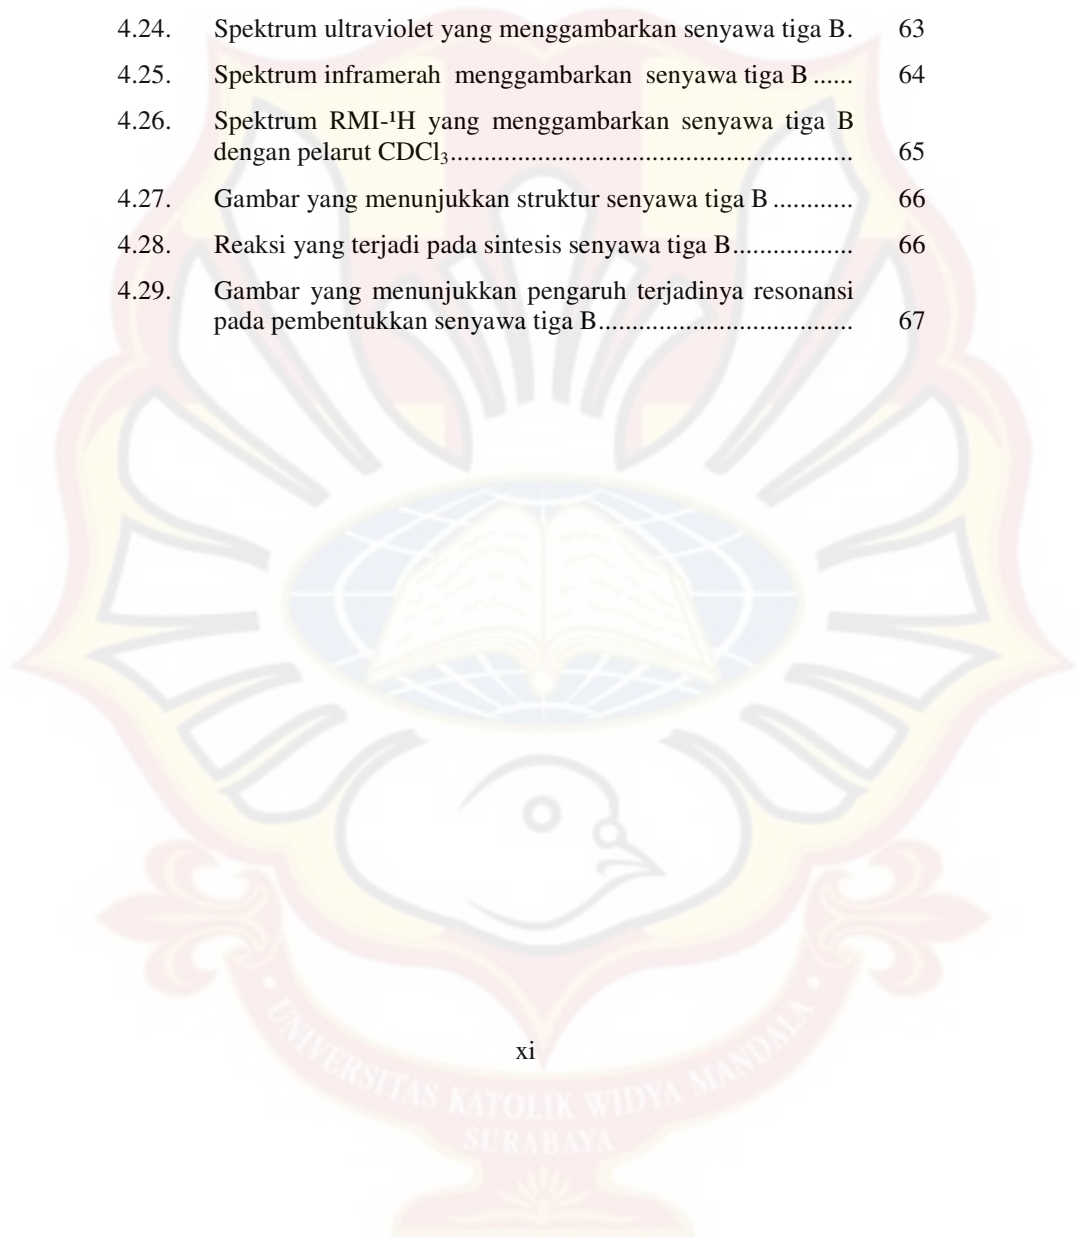 4.24. Spektrum ultraviolet yang menggambarkan senyawa tiga B. 63
4.25. Spektrum inframerah menggambarkan senyawa tiga B ...... 64
4.26. Spektrum RMI-¹H yang menggambarkan senyawa tiga B
dengan pelarut CDCl₃............................................................ 65
4.27. Gambar yang menunjukkan struktur senyawa tiga B ............ 66
4.28. Reaksi yang terjadi pada sintesis senyawa tiga B.................. 66
4.29. Gambar yang menunjukkan pengaruh terjadinya resonansi
pada pembentukkan senyawa tiga B...................................... 67
xi
UNIVERSITAS KATOLIK WIDYA MANDALA
SURABAYA